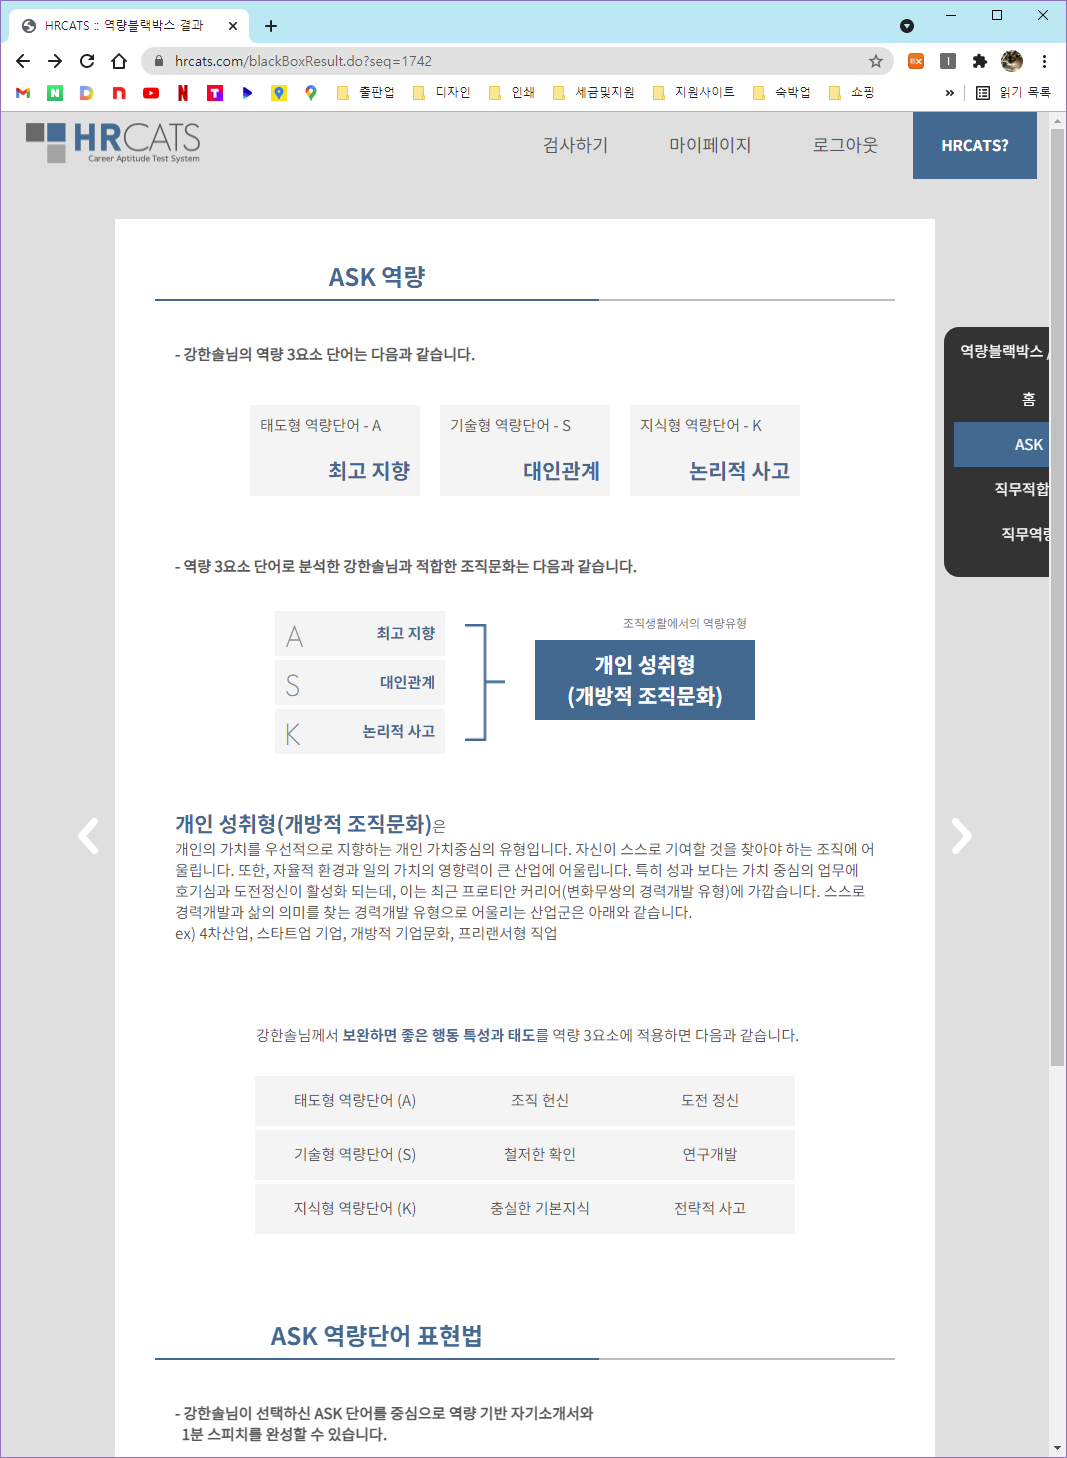 HRCATS :: 역량블랙박스 결과
hrcats.com/blackBoxResult.do?seq=1742
출판업 디자인 인쇄 세금및지원 지원사이트 숙박업 쇼핑 » 읽기 목록
HRCATS
Career Aptitude Test System
검사하기 마이페이지 로그아웃 HRCATS?
ASK 역량
- 강한솔님의 역량 3요소 단어는 다음과 같습니다.
태도형 역량단어 - A 기술형 역량단어 - S 지식형 역량단어 - K
최고 지향 대인관계 논리적 사고
역량블랙박스 /
홈
ASK
직무적합
직무역량
- 역량 3요소 단어로 분석한 강한솔님과 적합한 조직문화는 다음과 같습니다.
A 최고 지향
S 대인관계
K 논리적 사고
조직생활에서의 역량유형
개인 성취형
(개방적 조직문화)
개인 성취형(개방적 조직문화)은
개인의 가치를 우선적으로 지향하는 개인 가치중심의 유형입니다. 자신이 스스로 기여할 것을 찾아야 하는 조직에 어
울립니다. 또한, 자율적 환경과 일의 가치의 영향력이 큰 산업에 어울립니다. 특히 성과 보다는 가치 중심의 업무에
호기심과 도전정신이 활성화 되는데, 이는 최근 프로티안 커리어(변화무쌍의 경력개발 유형)에 가깝습니다. 스스로
경력개발과 삶의 의미를 찾는 경력개발 유형으로 어울리는 산업군은 아래와 같습니다.
ex) 4차산업, 스타트업 기업, 개방적 기업문화, 프리랜서형 직업
강한솔님께서 보완하면 좋은 행동 특성과 태도를 역량 3요소에 적용하면 다음과 같습니다.
태도형 역량단어 (A) 조직 헌신 도전 정신
기술형 역량단어 (S) 철저한 확인 연구개발
지식형 역량단어 (K) 충실한 기본지식 전략적 사고
ASK 역량단어 표현법
- 강한솔님이 선택하신 ASK 단어를 중심으로 역량 기반 자기소개서와
1분 스피치를 완성할 수 있습니다.